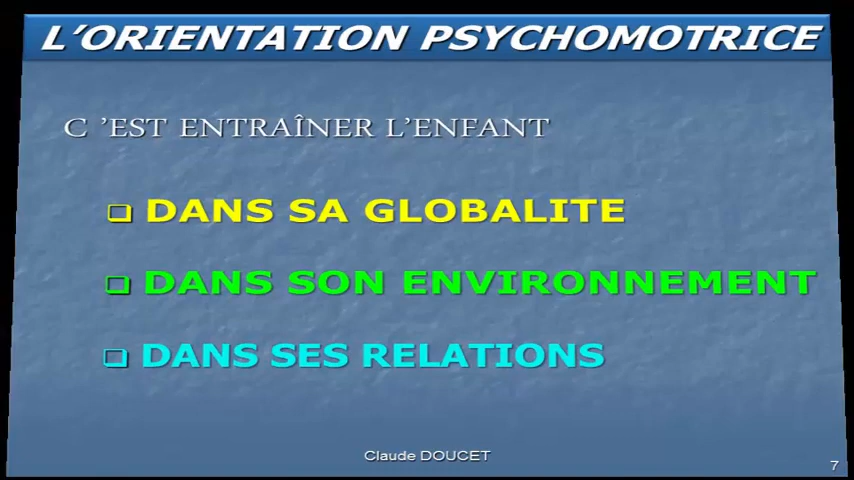 L'ORIENTATION PSYCHOMOTRICE
C 'EST ENTRAÎNER L'ENFANT
❑ DANS SA GLOBALITE
❑ DANS SON ENVIRONNEMENT
❑ DANS SES RELATIONS
Claude DOUCET
7